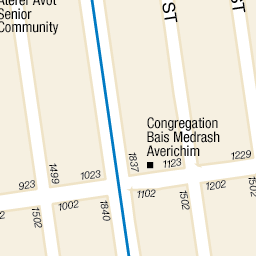 Ateret Avot
Senior
Community
ST
ST
Congregation
Bais Medrash
Averichim
1499
1837
1123
1229
923
1023
1002
1102
1202
1502
1840
1502
1502